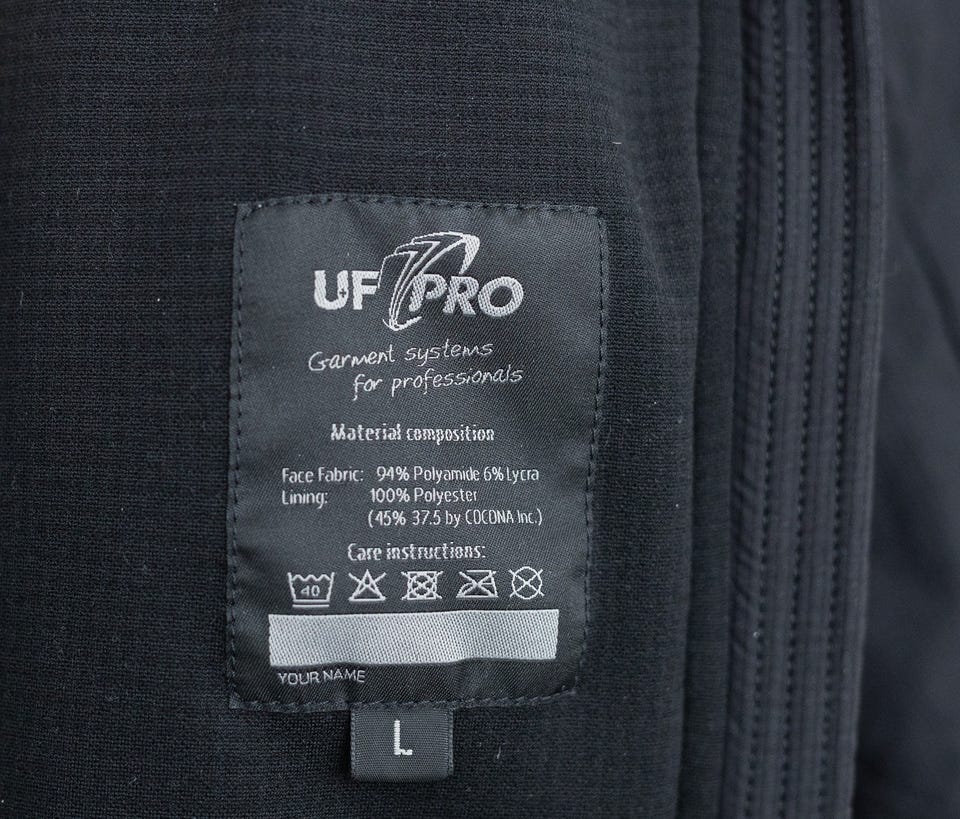 UF PRO
Garment systems
for professionals
Material composition
Face Fabric: 94% Polyamide 6% Lycra
Lining: 100% Polyester
(45% 37.5 by COCONA Inc.)
Care instructions:
40
YOUR NAME
L